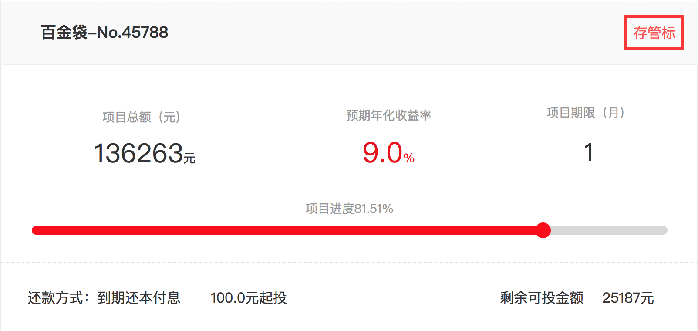 百金袋–No.45788 存管标
项目总额（元） 预期年化收益率 项目期限（月）
136263元 9.0% 1
项目进度81.51%
还款方式：到期还本付息 100.0元起投 剩余可投金额 25187元